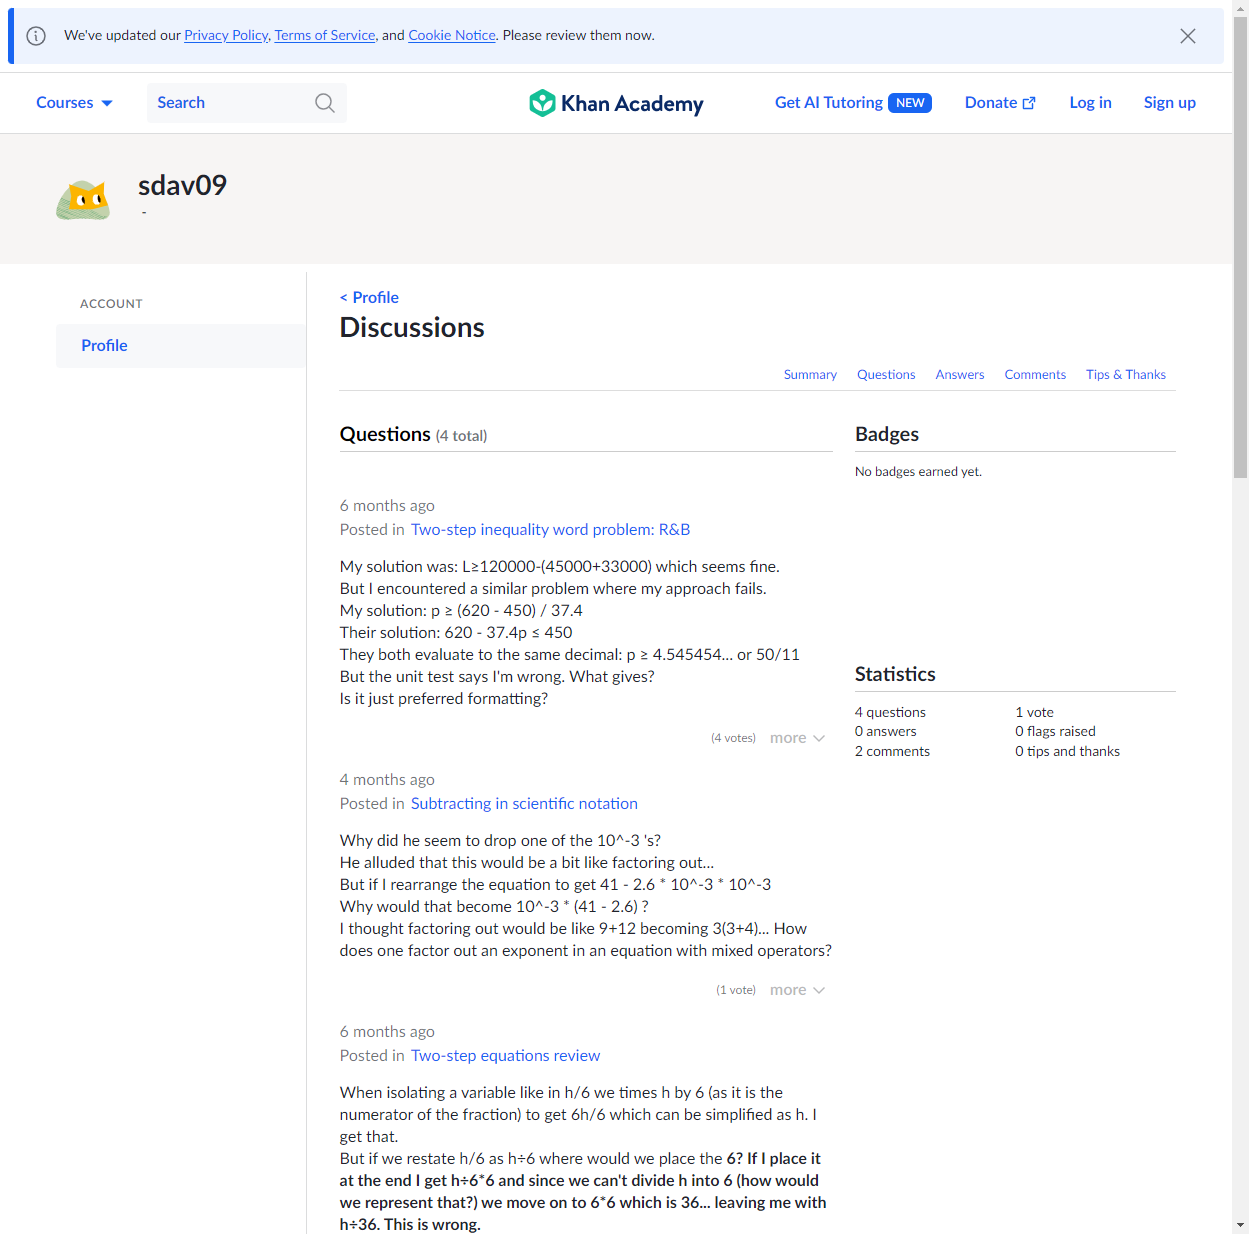 We've updated our Privacy Policy, Terms of Service, and Cookie Notice. Please review them now.
Courses
Search
Khan Academy
Get AI Tutoring NEW
Donate
Log in
Sign up
sdav09
-
ACCOUNT
Profile
< Profile
Discussions
Summary Questions Answers Comments Tips & Thanks
Questions (4 total)
6 months ago
Posted in Two-step inequality word problem: R&B
My solution was: L≥120000-(45000+33000) which seems fine.
But I encountered a similar problem where my approach fails.
My solution: p ≥ (620 - 450) / 37.4
Their solution: 620 - 37.4p ≤ 450
They both evaluate to the same decimal: p ≥ 4.545454... or 50/11
But the unit test says I'm wrong. What gives?
Is it just preferred formatting?
(4 votes) more
4 months ago
Posted in Subtracting in scientific notation
Why did he seem to drop one of the 10^-3 's?
He alluded that this would be a bit like factoring out...
But if I rearrange the equation to get 41 - 2.6 * 10^-3 * 10^-3
Why would that become 10^-3 * (41 - 2.6) ?
I thought factoring out would be like 9+12 becoming 3(3+4)... How
does one factor out an exponent in an equation with mixed operators?
(1 vote) more
6 months ago
Posted in Two-step equations review
When isolating a variable like in h/6 we times h by 6 (as it is the
numerator of the fraction) to get 6h/6 which can be simplified as h. I
get that.
But if we restate h/6 as h÷6 where would we place the 6? If I place it
at the end I get h÷6*6 and since we can't divide h into 6 (how would
we represent that?) we move on to 6*6 which is 36... leaving me with
h÷36. This is wrong.
Badges
No badges earned yet.
Statistics
4 questions
0 answers
2 comments
1 vote
0 flags raised
0 tips and thanks